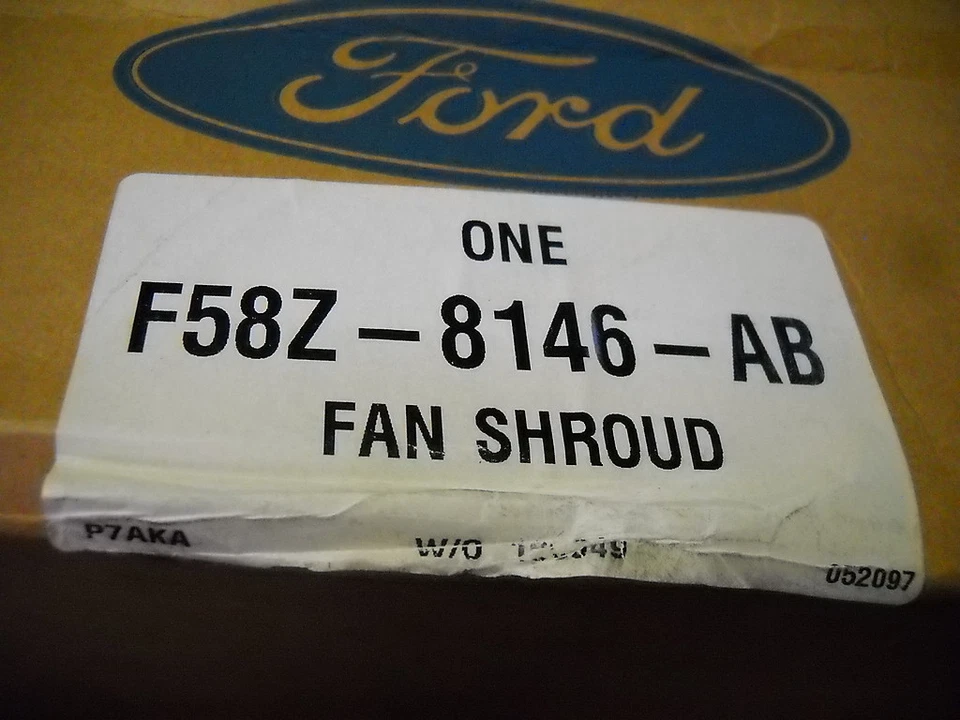 Ford
ONE
F58Z-8146-AB
FAN SHROUD
P7AKA
W/O
052097